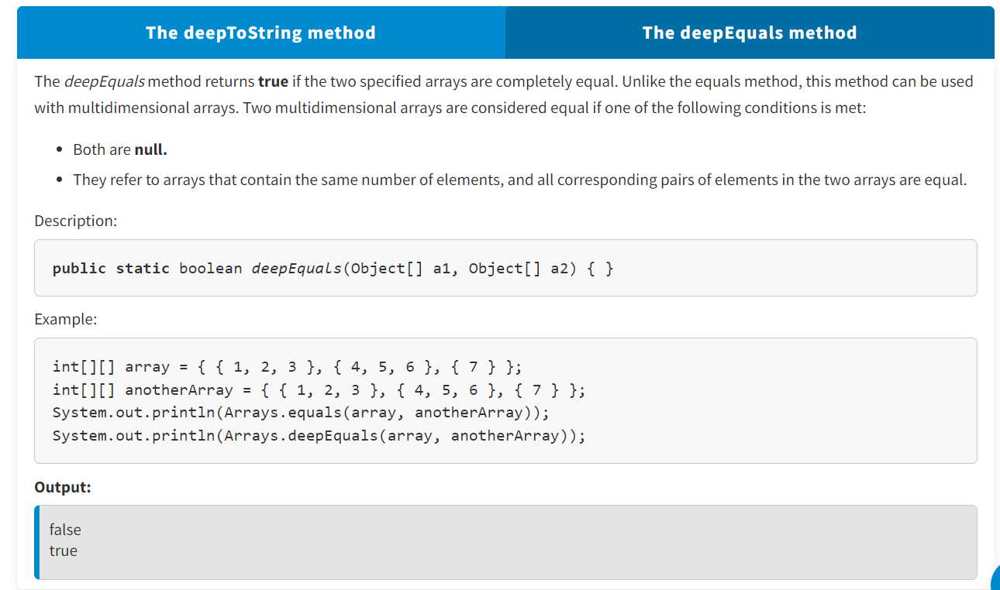 The deepToString method
The deepEquals method
The deepEquals method returns true if the two specified arrays are completely equal. Unlike the equals method, this method can be used
with multidimensional arrays. Two multidimensional arrays are considered equal if one of the following conditions is met:
• Both are null.
• They refer to arrays that contain the same number of elements, and all corresponding pairs of elements in the two arrays are equal.
Description:
public static boolean deepEquals(Object[] a1, Object[] a2) { }
Example:
int[][] array = { { 1, 2, 3 }, { 4, 5, 6 }, { 7 } };
int[][] anotherArray = { { 1, 2, 3 }, { 4, 5, 6 }, { 7 } };
System.out.println(Arrays.equals(array, anotherArray));
System.out.println(Arrays.deepEquals(array, anotherArray));
Output:
false
true